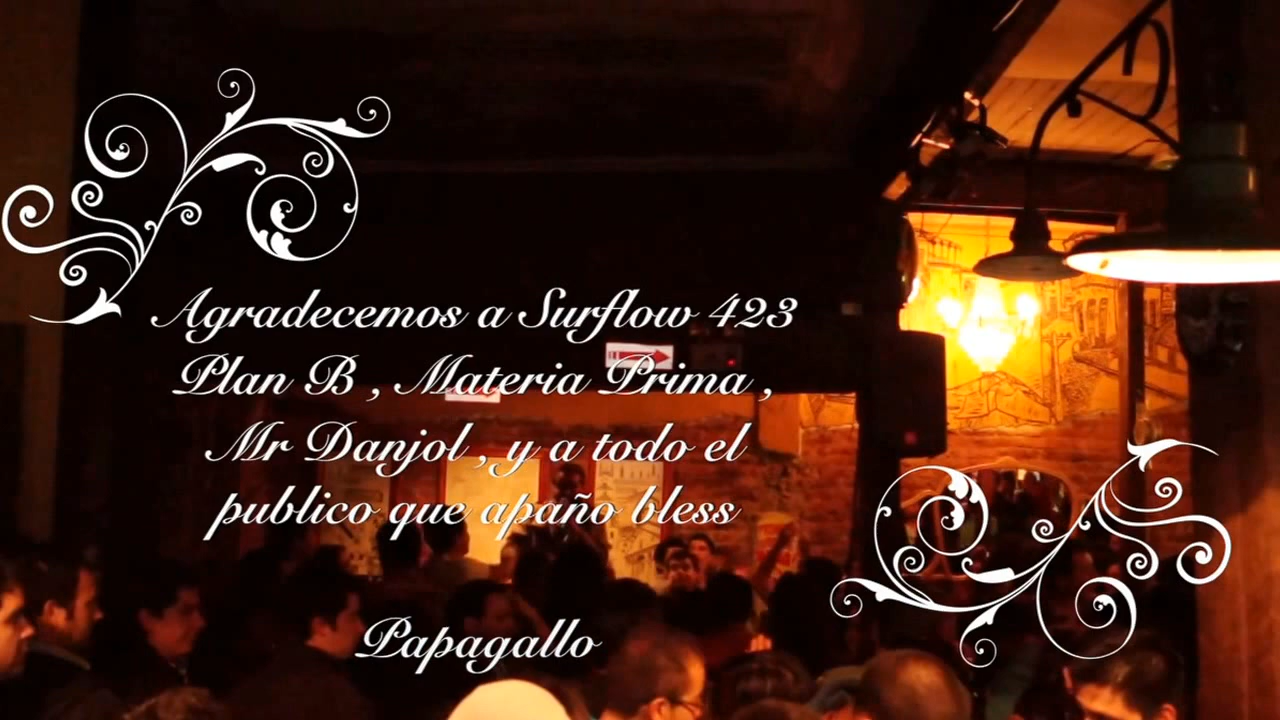 Agradecemos a Surflow 423
Plan B , Materia Prima ,
Mr Danjol , y a todo el
publico que apaño bless
Papagallo